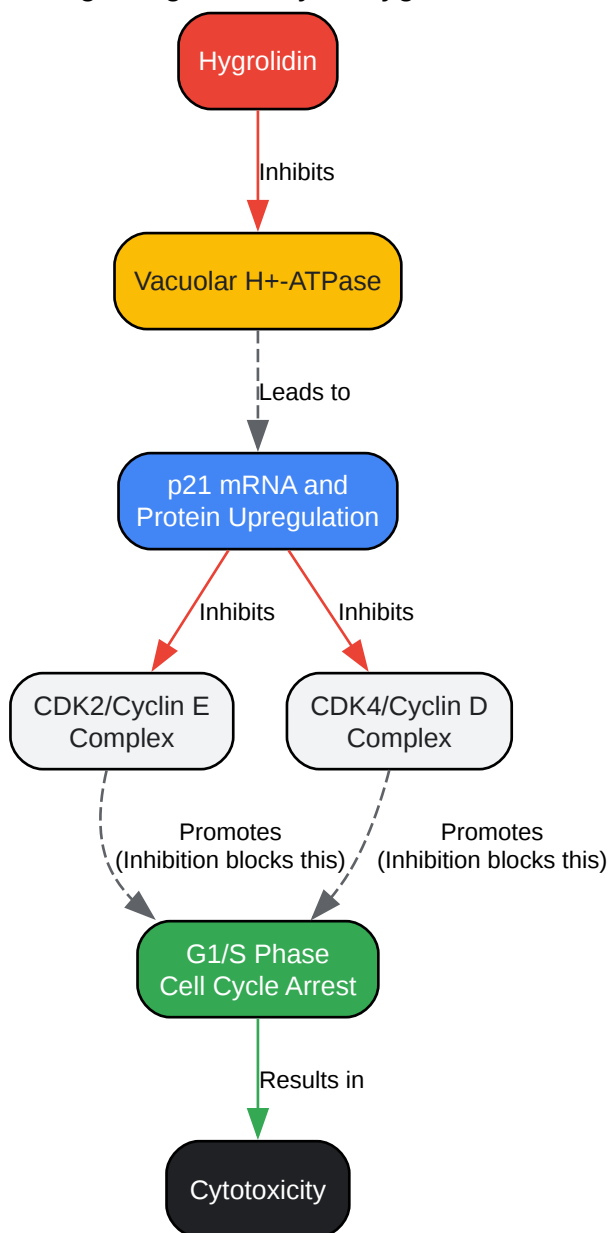 Hygrolidin
Inhibits
Vacuolar H+-ATPase
Leads to
p21 mRNA and
Protein Upregulation
Inhibits
Inhibits
CDK2/Cyclin E
Complex
CDK4/Cyclin D
Complex
Promotes
(Inhibition blocks this)
Promotes
(Inhibition blocks this)
G1/S Phase
Cell Cycle Arrest
Results in
Cytotoxicity